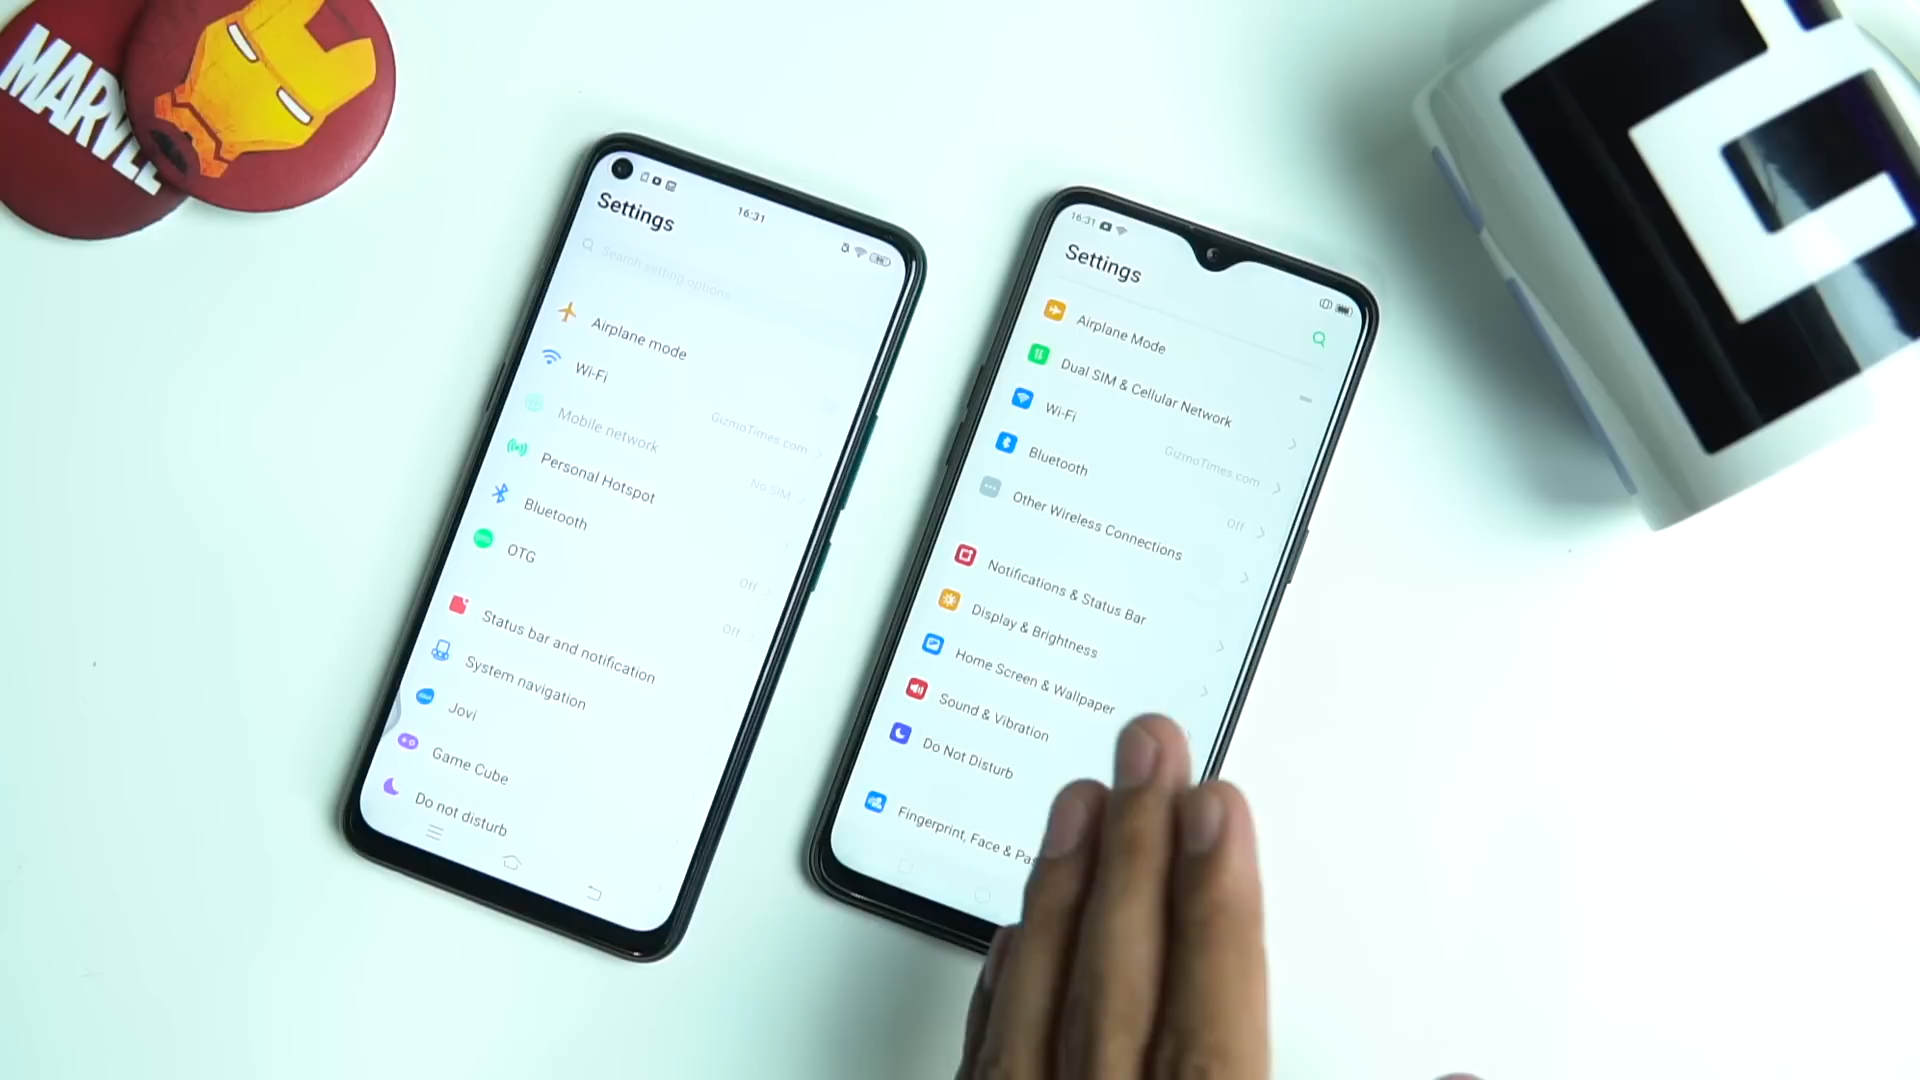 MARVEL
16:31
Settings
Search setting options
Airplane mode
Wi-Fi
GizmoTimes.com
Mobile network
No SIM
Personal Hotspot
Bluetooth
Off
OTG
Off
Status bar and notification
System navigation
Jovi
Game Cube
Do not disturb
16:31
Settings
Airplane Mode
Dual SIM & Cellular Network
Wi-Fi
GizmoTimes.com
Bluetooth
Off
Other Wireless Connections
Notifications & Status Bar
Display & Brightness
Home Screen & Wallpaper
Sound & Vibration
Do Not Disturb
Fingerprint, Face &